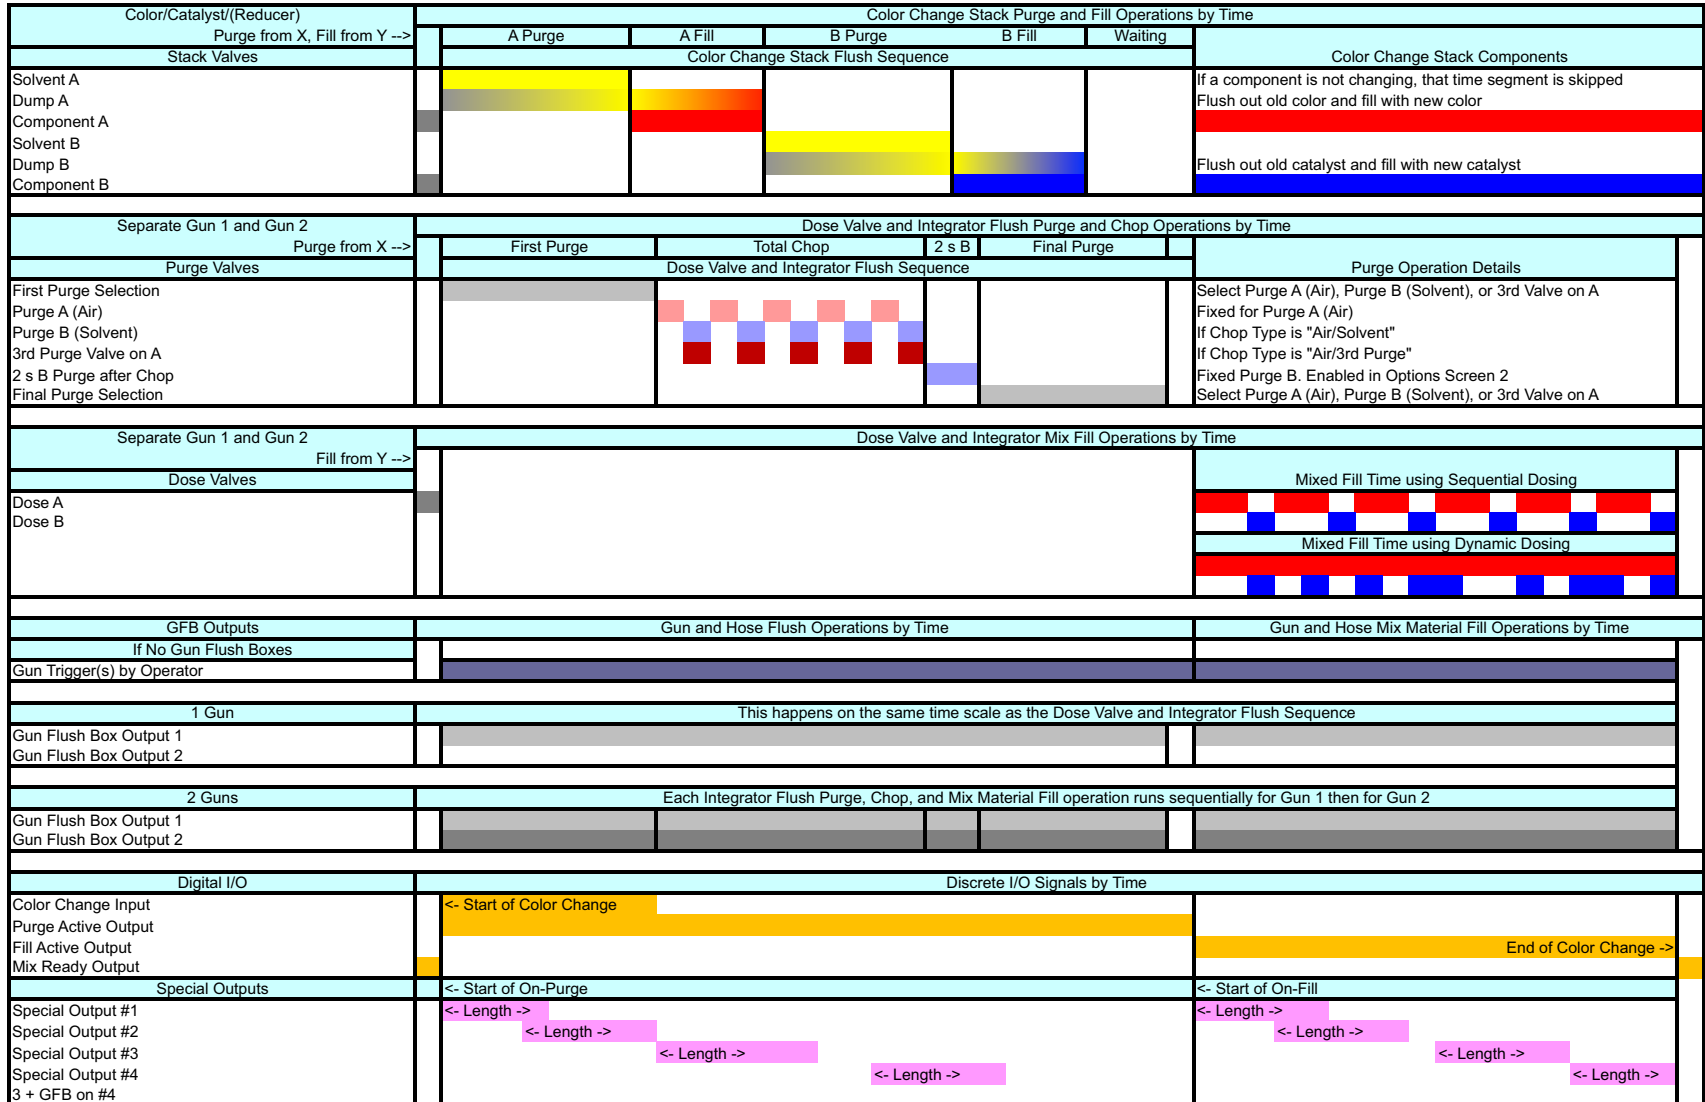 Color/Catalyst/(Reducer)
Color Change Stack Purge and Fill Operations by Time
Purge from X, Fill from Y -->
A Purge
A Fill
B Purge
B Fill
Waiting
Stack Valves
Color Change Stack Flush Sequence
Color Change Stack Components
Solvent A
If a component is not changing, that time segment is skipped
Dump A
Flush out old color and fill with new color
Component A
Solvent B
Dump B
Flush out old catalyst and fill with new catalyst
Component B
Separate Gun 1 and Gun 2
Dose Valve and Integrator Flush Purge and Chop Operations by Time
Purge from X -->
First Purge
Total Chop
2 s B
Final Purge
Purge Valves
Dose Valve and Integrator Flush Sequence
Purge Operation Details
First Purge Selection
Select Purge A (Air), Purge B (Solvent), or 3rd Valve on A
Purge A (Air)
Fixed for Purge A (Air)
Purge B (Solvent)
If Chop Type is "Air/Solvent"
3rd Purge Valve on A
If Chop Type is "Air/3rd Purge"
2 s B Purge after Chop
Fixed Purge B. Enabled in Options Screen 2
Final Purge Selection
Select Purge A (Air), Purge B (Solvent), or 3rd Valve on A
Separate Gun 1 and Gun 2
Dose Valve and Integrator Mix Fill Operations by Time
Fill from Y -->
Dose Valves
Mixed Fill Time using Sequential Dosing
Dose A
Dose B
Mixed Fill Time using Dynamic Dosing
GFB Outputs
Gun and Hose Flush Operations by Time
Gun and Hose Mix Material Fill Operations by Time
If No Gun Flush Boxes
Gun Trigger(s) by Operator
1 Gun
This happens on the same time scale as the Dose Valve and Integrator Flush Sequence
Gun Flush Box Output 1
Gun Flush Box Output 2
2 Guns
Each Integrator Flush Purge, Chop, and Mix Material Fill operation runs sequentially for Gun 1 then for Gun 2
Gun Flush Box Output 1
Gun Flush Box Output 2
Digital I/O
Discrete I/O Signals by Time
Color Change Input
<- Start of Color Change
Purge Active Output
Fill Active Output
End of Color Change ->
Mix Ready Output
Special Outputs
<- Start of On-Purge
<- Start of On-Fill
Special Output #1
<- Length ->
<- Length ->
Special Output #2
<- Length ->
<- Length ->
Special Output #3
<- Length ->
<- Length ->
Special Output #4
<- Length ->
<- Length ->
3 + GFB on #4